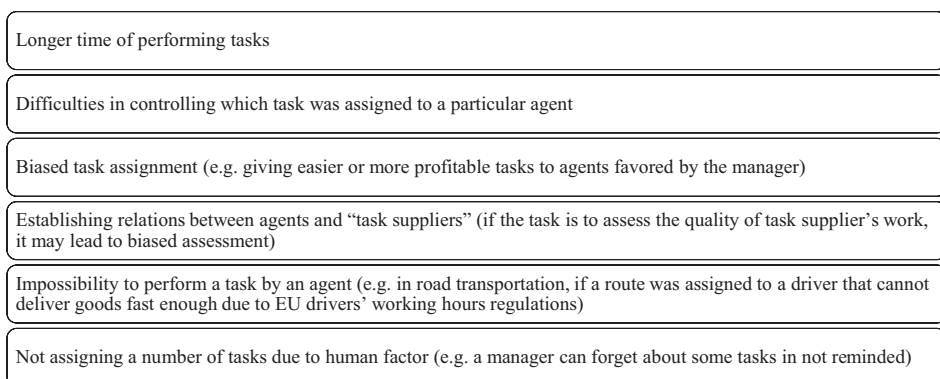 Longer time of performing tasks
Difficulties in controlling which task was assigned to a particular agent
Biased task assignment (e.g. giving easier or more profitable tasks to agents favored by the manager)
Establishing relations between agents and “task suppliers” (if the task is to assess the quality of task supplier’s work,
it may lead to biased assessment)
Impossibility to perform a task by an agent (e.g. in road transportation, if a route was assigned to a driver that cannot
deliver goods fast enough due to EU drivers’ working hours regulations)
Not assigning a number of tasks due to human factor (e.g. a manager can forget about some tasks in not reminded)